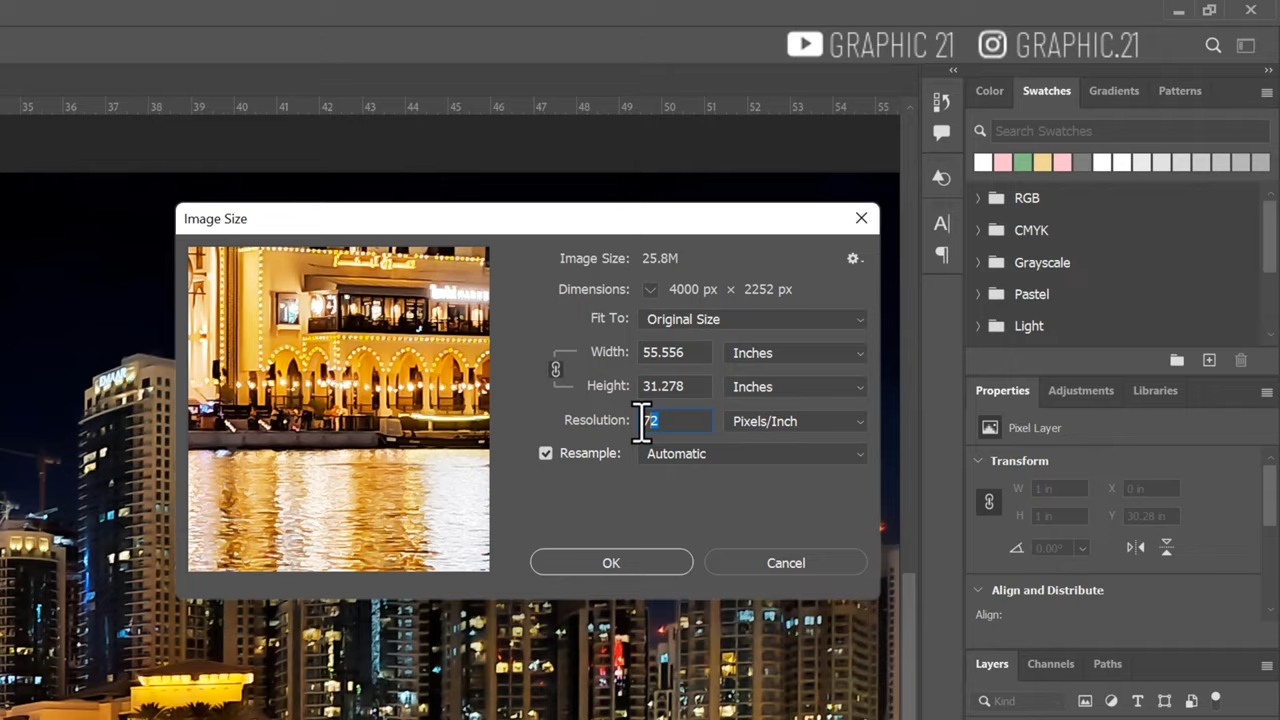 GRAPHIC 21 GRAPHIC.21
35 36 37 38 39 40 41 42 43 44 45 46 47 48 49 50 51 52 53 54 55
Color Swatches Gradients Patterns
Search Swatches
RGB
CMYK
Grayscale
Pastel
Light
Image Size
Image Size: 25.8M
Dimensions: 4000 px × 2252 px
Fit To: Original Size
Width: 55.556 Inches
Height: 31.278 Inches
Resolution: 72 Pixels/Inch
Resample: Automatic
OK Cancel
EMAAR
Properties Adjustments Libraries
Pixel Layer
Transform
W 1 in X 0 in
H 1 in Y 30.28 in
0.00°
Align and Distribute
Align:
Layers Channels Paths
Kind